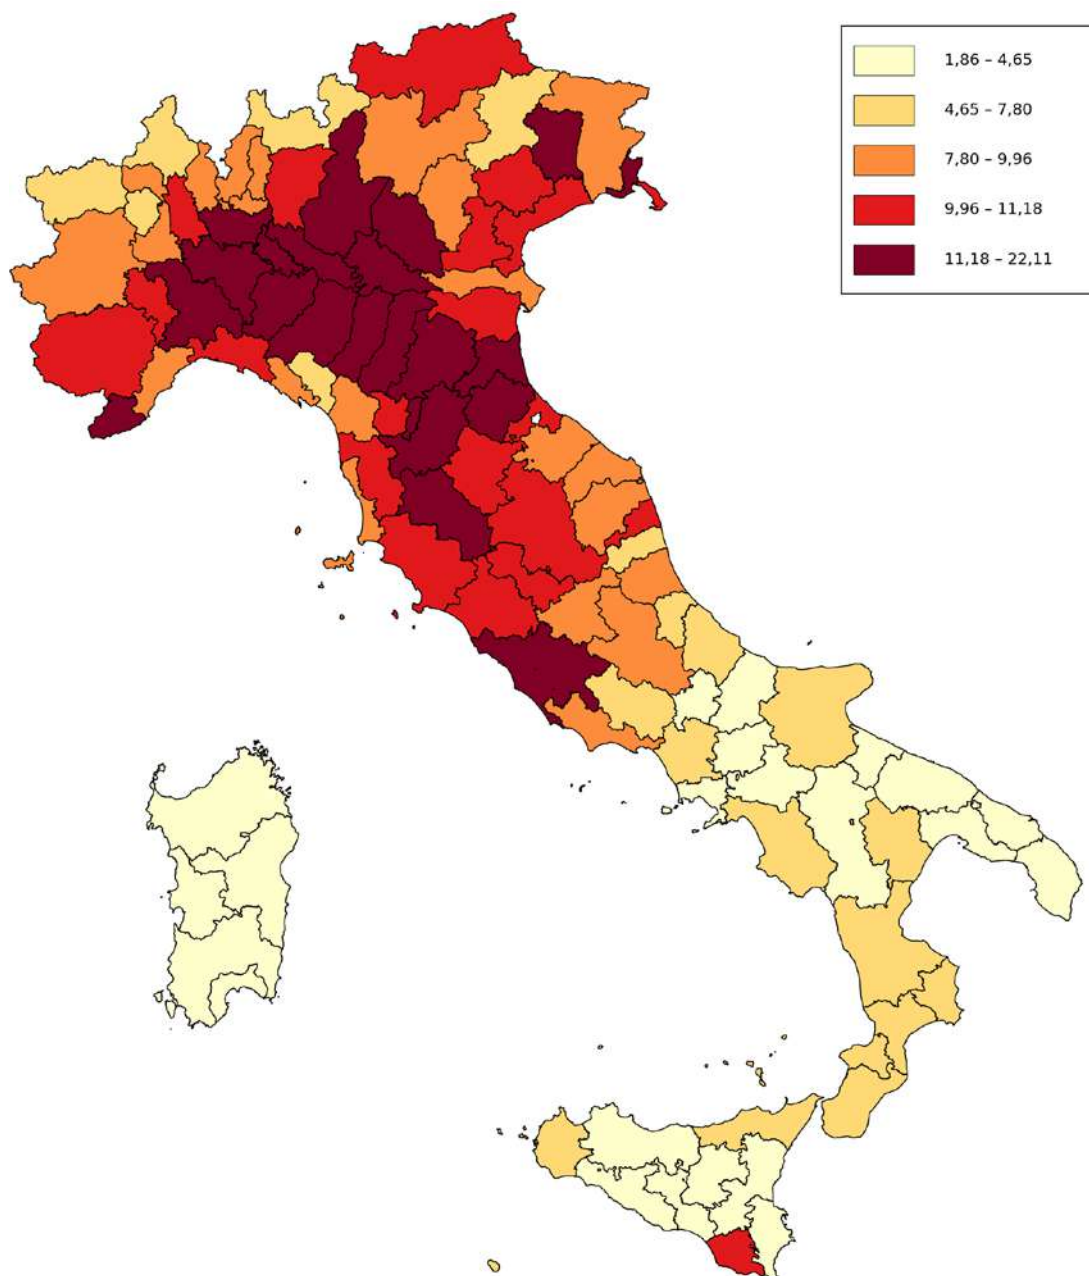 1,86 – 4,65
4,65 – 7,80
7,80 – 9,96
9,96 – 11,18
11,18 – 22,11